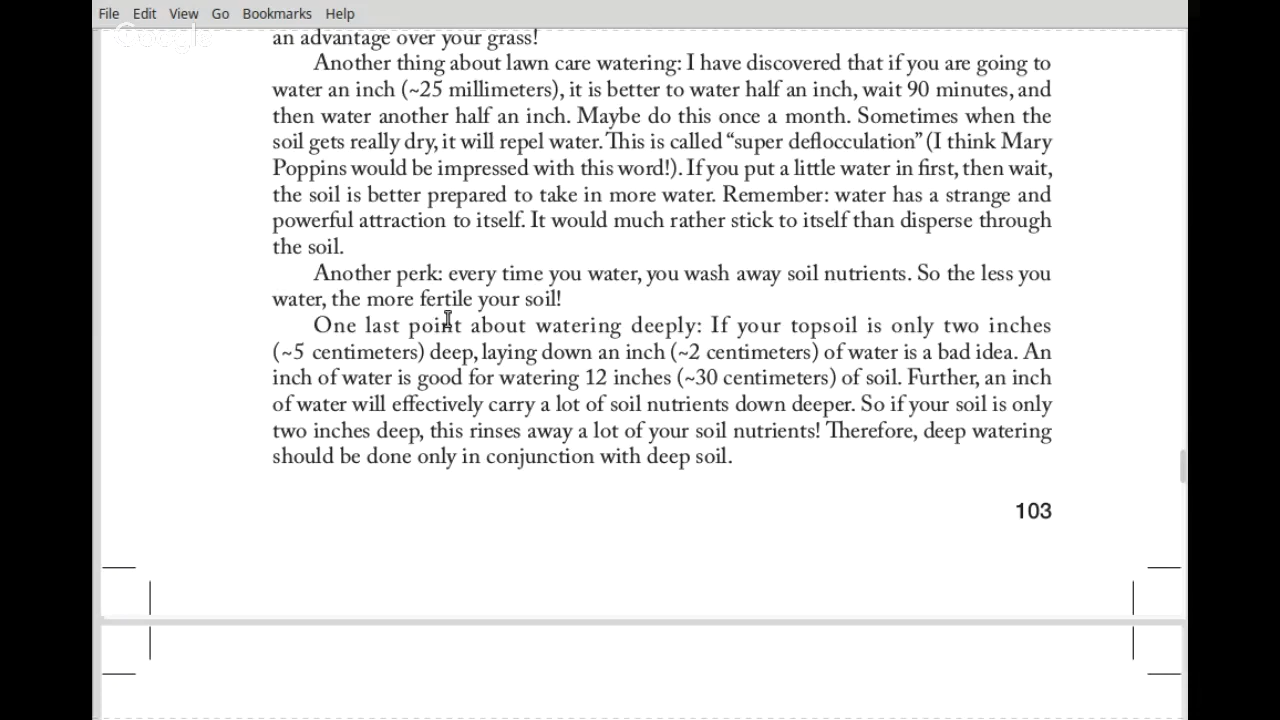 File Edit View Go Bookmarks Help
Google
an advantage over your grass!
Another thing about lawn care watering: I have discovered that if you are going to
water an inch (~25 millimeters), it is better to water half an inch, wait 90 minutes, and
then water another half an inch. Maybe do this once a month. Sometimes when the
soil gets really dry, it will repel water. This is called “super deflocculation” (I think Mary
Poppins would be impressed with this word!). If you put a little water in first, then wait,
the soil is better prepared to take in more water. Remember: water has a strange and
powerful attraction to itself. It would much rather stick to itself than disperse through
the soil.
Another perk: every time you water, you wash away soil nutrients. So the less you
water, the more fertile your soil!
One last point about watering deeply: If your topsoil is only two inches
(~5 centimeters) deep, laying down an inch (~2 centimeters) of water is a bad idea. An
inch of water is good for watering 12 inches (~30 centimeters) of soil. Further, an inch
of water will effectively carry a lot of soil nutrients down deeper. So if your soil is only
two inches deep, this rinses away a lot of your soil nutrients! Therefore, deep watering
should be done only in conjunction with deep soil.
103